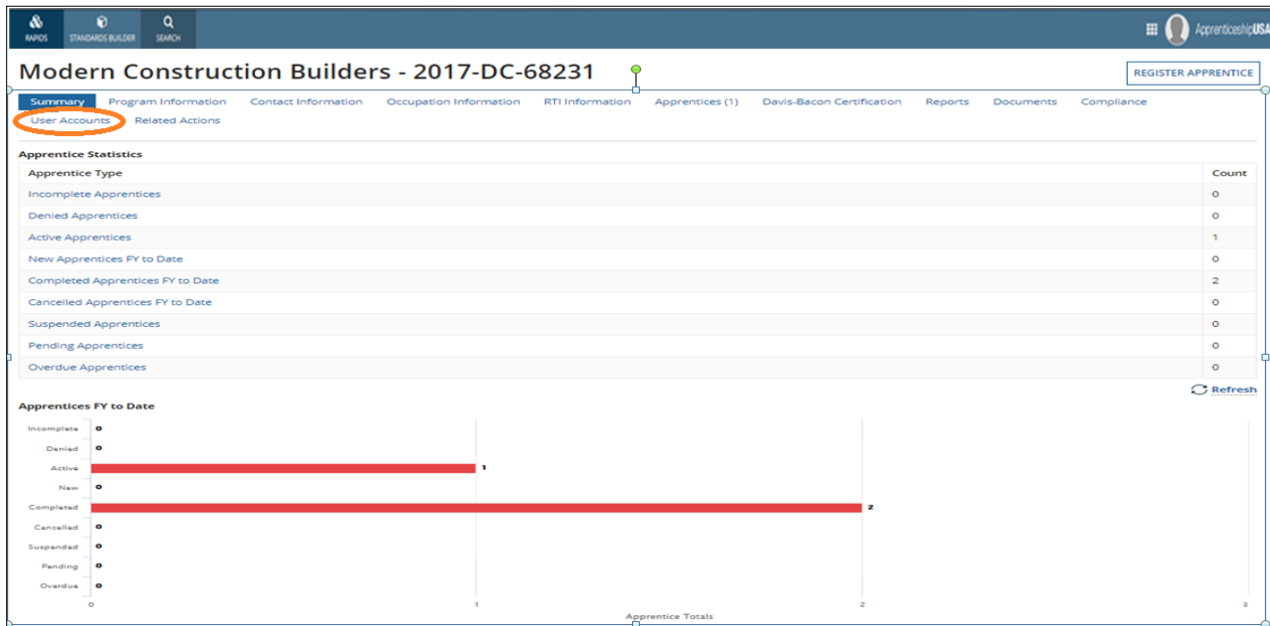 RAPIDS STANDARDS BUILDER SEARCH ApprenticeshipUSA
Modern Construction Builders - 2017-DC-68231
REGISTER APPRENTICE
Summary Program Information Contact Information Occupation Information RTI Information Apprentices (1) Davis-Bacon Certification Reports Documents Compliance
User Accounts Related Actions
Apprentice Statistics
Apprentice Type Count
Incomplete Apprentices 0
Denied Apprentices 0
Active Apprentices 1
New Apprentices FY to Date 0
Completed Apprentices FY to Date 2
Cancelled Apprentices FY to Date 0
Suspended Apprentices 0
Pending Apprentices 0
Overdue Apprentices 0
Refresh
Apprentices FY to Date
Incomplete 0
Denied 0
Active 1
New 0
Completed 2
Cancelled 0
Suspended 0
Pending 0
Overdue 0
0 1 2 3
Apprentice Totals